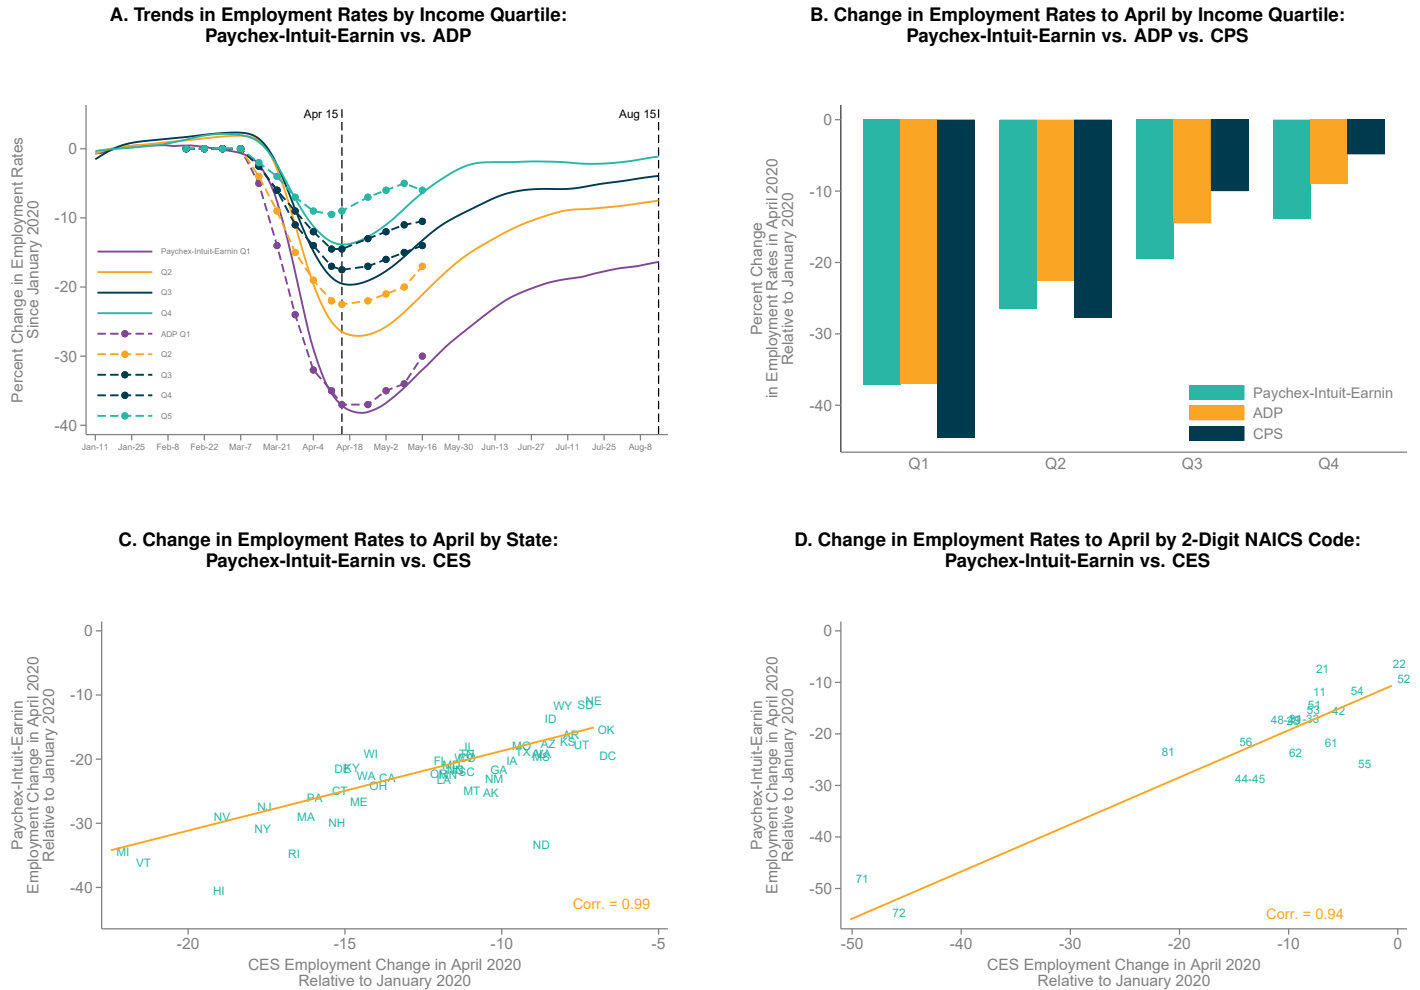 A. Trends in Employment Rates by Income Quartile:
Paychex-Intuit-Earnin vs. ADP
Percent Change in Employment Rates
Since January 2020
0
-10
-20
-30
-40
Apr 15
Aug 15
Paychex-Intuit-Earnin Q1
Q2
Q3
Q4
ADP Q1
Q2
Q3
Q4
Q5
Jan-11 Jan-25 Feb-8 Feb-22 Mar-7 Mar-21 Apr-4 Apr-18 May-2 May-16 May-30 Jun-13 Jun-27 Jul-11 Jul-25 Aug-8
B. Change in Employment Rates to April by Income Quartile:
Paychex-Intuit-Earnin vs. ADP vs. CPS
Percent Change
in Employment Rates in April 2020
Relative to January 2020
0
-10
-20
-30
-40
Paychex-Intuit-Earnin
ADP
CPS
Q1 Q2 Q3 Q4
C. Change in Employment Rates to April by State:
Paychex-Intuit-Earnin vs. CES
Paychex-Intuit-Earnin
Employment Change in April 2020
Relative to January 2020
0
-10
-20
-30
-40
NE
WY SD
ID
OK
AR
KS
AZ
UT
MO
TX
DC
IA
WI
KY
DE
WA
CA
OH
FL
SC
GA
NM
MT
AK
CT
PA
ME
NJ
MA
NV
NH
NY
ND
RI
MI
VT
HI
Corr. = 0.99
-20 -15 -10 -5
CES Employment Change in April 2020
Relative to January 2020
D. Change in Employment Rates to April by 2-Digit NAICS Code:
Paychex-Intuit-Earnin vs. CES
Paychex-Intuit-Earnin
Employment Change in April 2020
Relative to January 2020
0
-10
-20
-30
-40
-50
22
21
52
54
11
51
53
42
56
61
81
62
55
44-45
71
72
Corr. = 0.94
-50 -40 -30 -20 -10 0
CES Employment Change in April 2020
Relative to January 2020